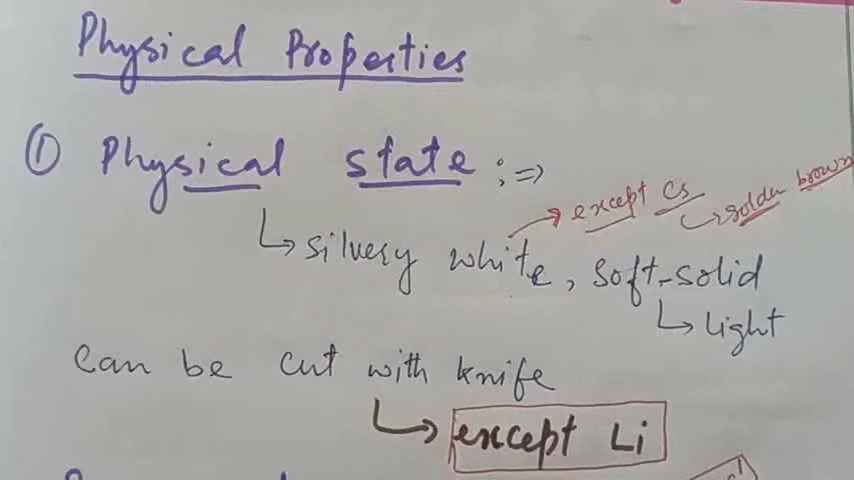 Physical Properties
① Physical state :⇒
→ except Cs → golden brown
↳ silvery white, soft-solid
↳ light
can be cut with knife
↳ except Li